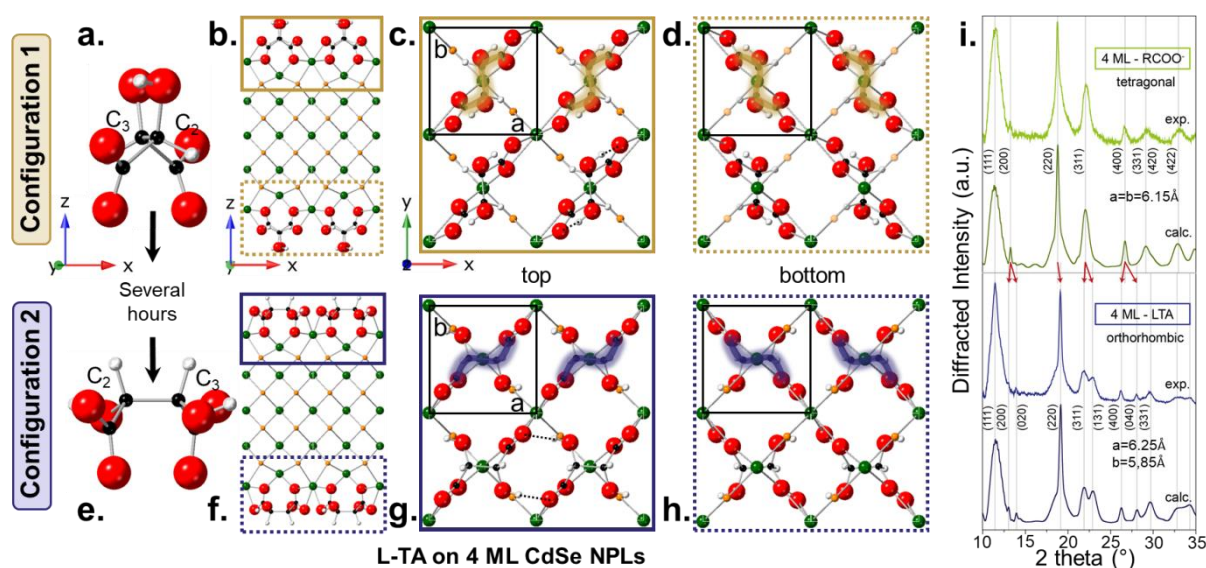 Configuration 1
a.
C₃
C₂
z
y
x
b.
z
y
x
c.
b
a
y
z
x
top
d.
bottom
Several
hours
Configuration 2
C₂
C₃
e.
f.
b
a
g.
h.
L-TA on 4 ML CdSe NPLs
i.
Diffracted Intensity (a.u.)
4 ML - RCOO⁻
tetragonal
exp.
(111)
(200)
(220)
(311)
(400)
(331)
(420)
(422)
a=b=6.15Å
calc.
4 ML - LTA
orthorhombic
exp.
(111)
(200)
(020)
(220)
(311)
(131)
(400)
(040)
(331)
a=6.25Å
b=5,85Å
calc.
10 15 20 25 30 35
2 theta (°)